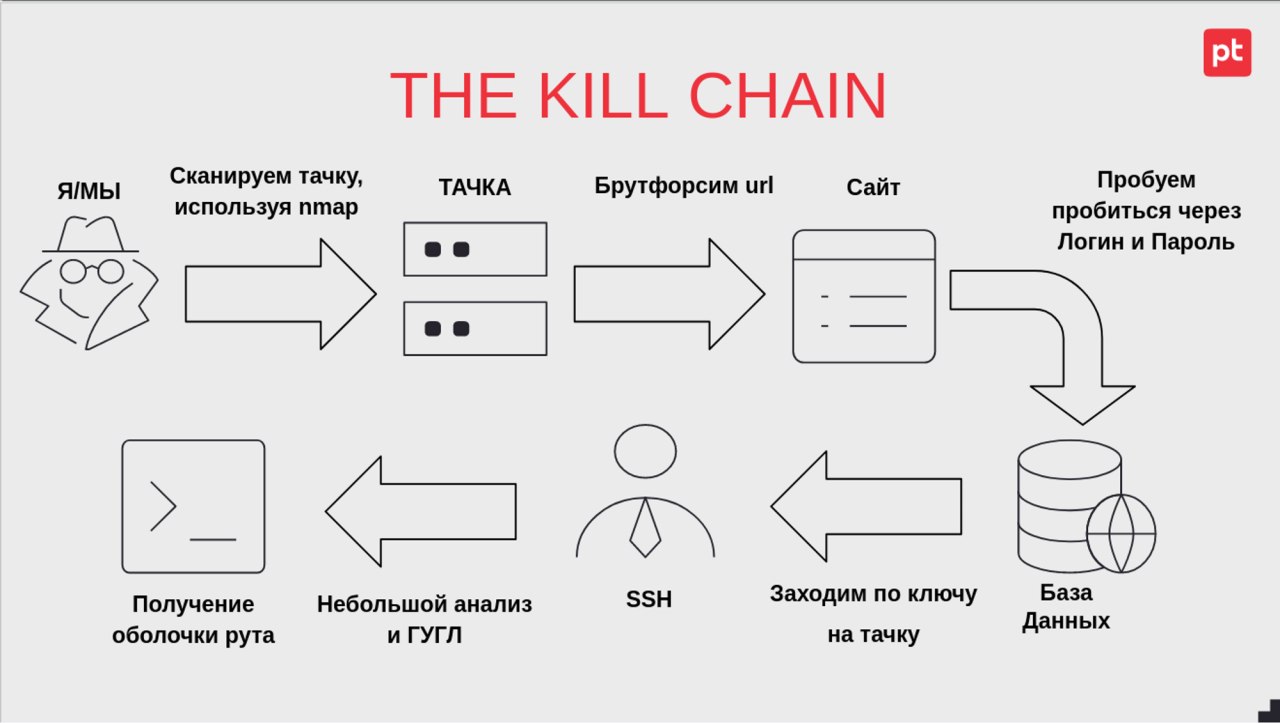 pt
THE KILL CHAIN
Я/МЫ
Сканируем тачку,
используя nmap
ТАЧКА
Брутфорсим url
Сайт
Пробуем
пробиться через
Логин и Пароль
База
Данных
Заходим по ключу
на тачку
SSH
Небольшой анализ
и ГУГЛ
Получение
оболочки рута